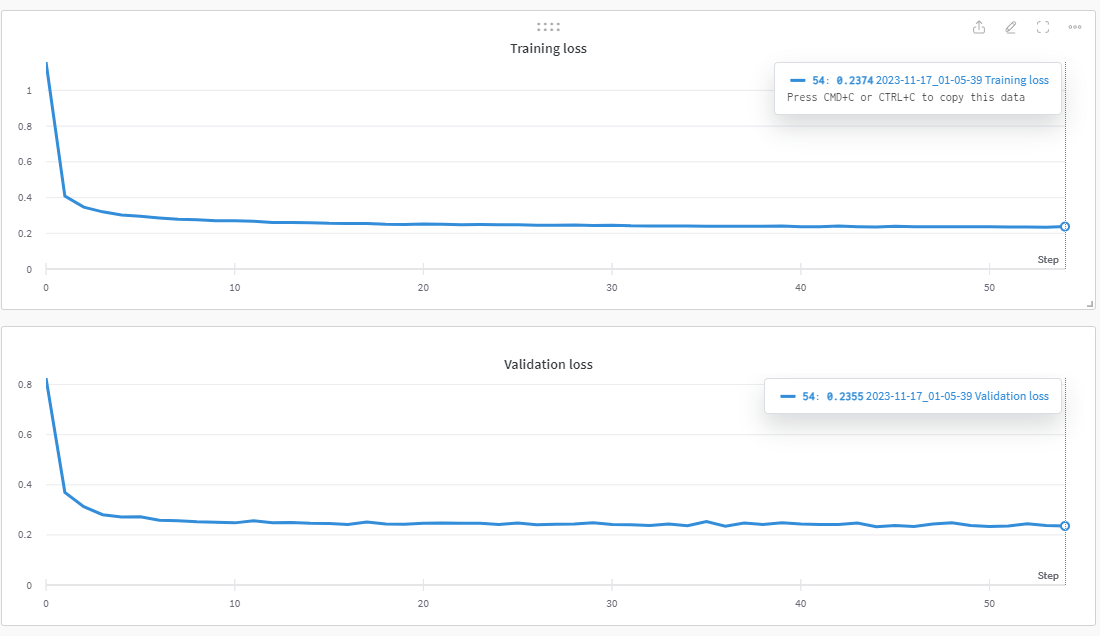 Training loss
54: 0.2374 2023-11-17_01-05-39 Training loss
Press CMD+C or CTRL+C to copy this data
1
0.8
0.6
0.4
0.2
0
Step
0 10 20 30 40 50
Validation loss
54: 0.2355 2023-11-17_01-05-39 Validation loss
0.8
0.6
0.4
0.2
0
Step
0 10 20 30 40 50